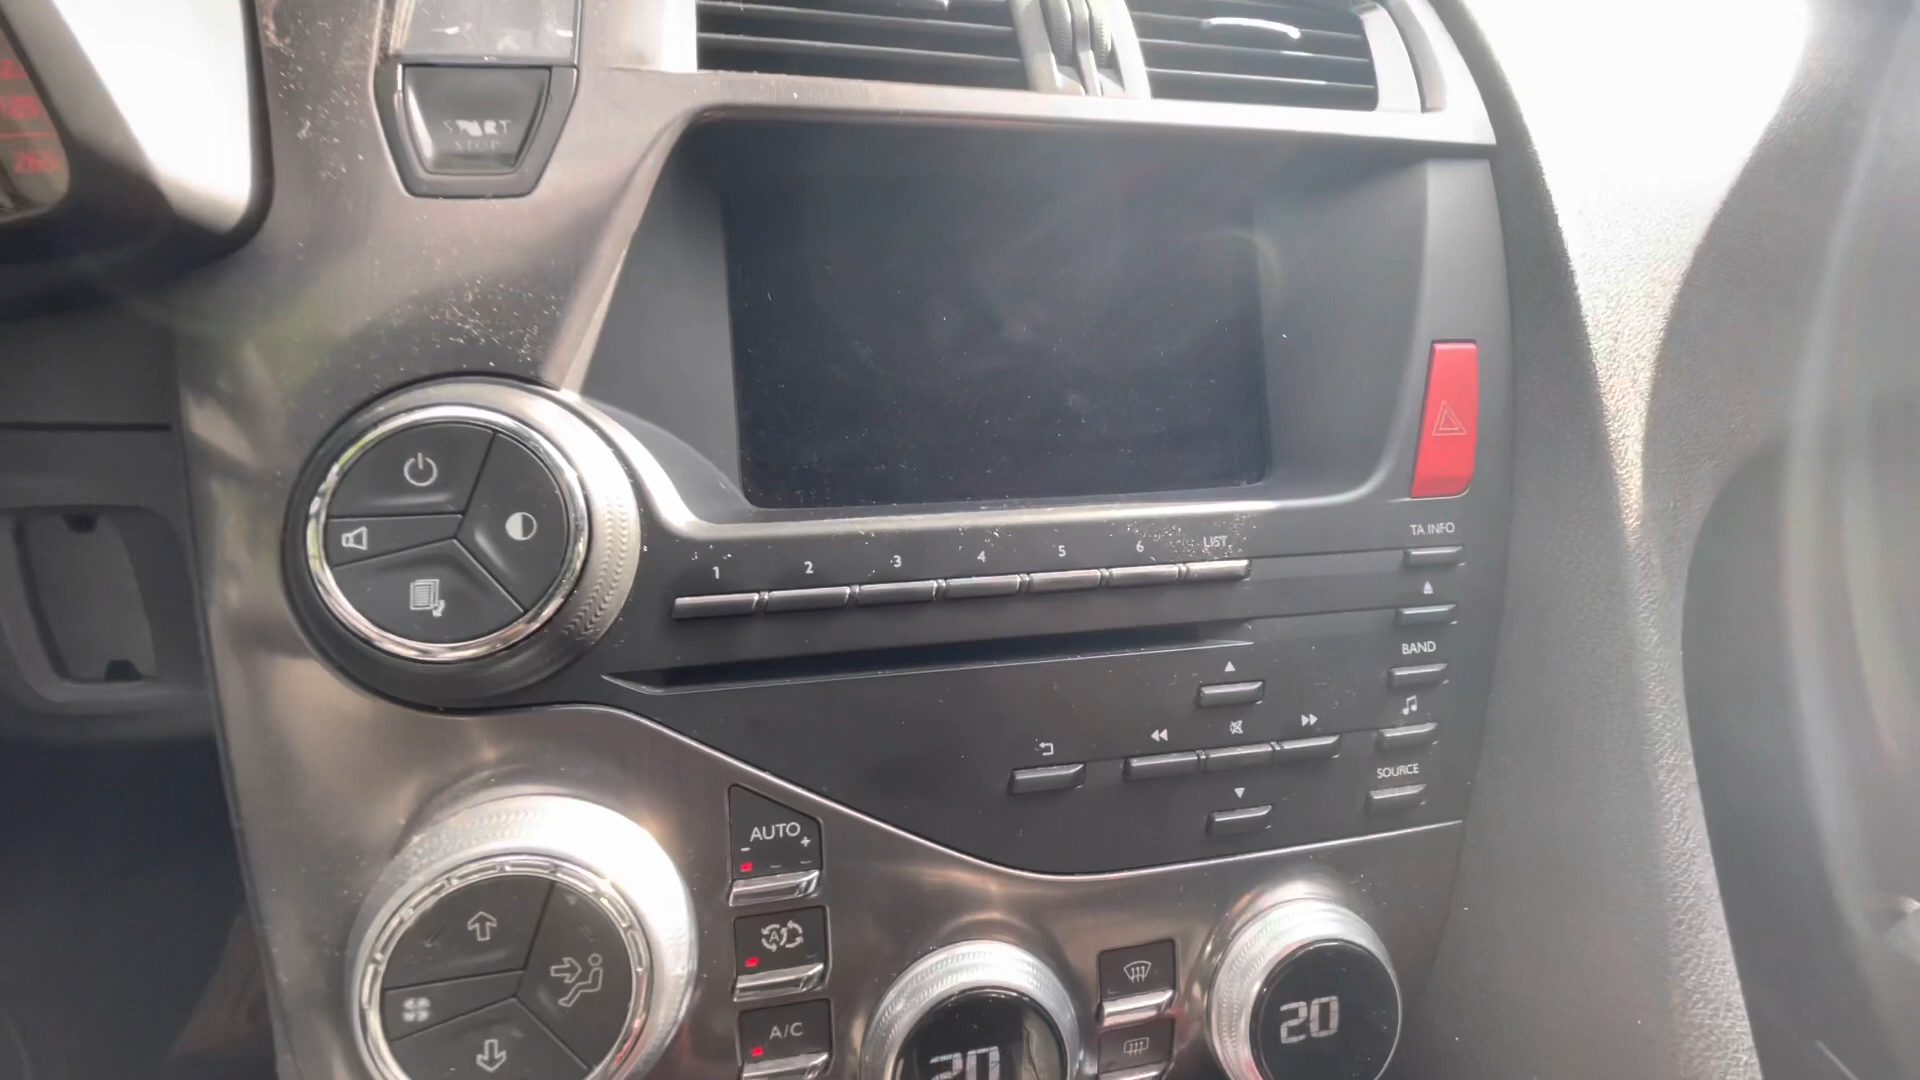 START
STOP
1 2 3 4 5 6 LIST
TA INFO
BAND
SOURCE
AUTO
- +
A
A/C
20
20